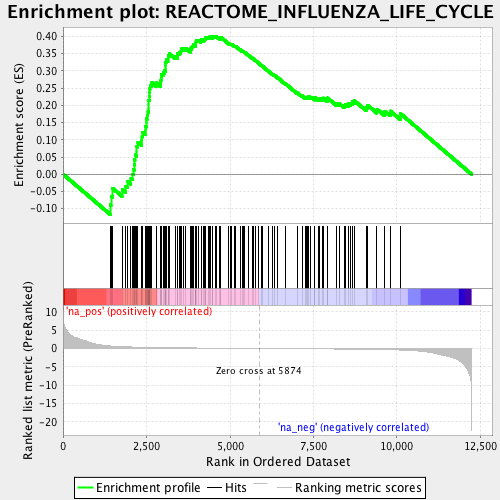 Enrichment plot: REACTOME_INFLUENZA_LIFE_CYCLE
Enrichment score (ES)
0.40
0.35
0.30
0.25
0.20
0.15
0.10
0.05
0.00
-0.05
-0.10
Ranked list metric (PreRanked)
'na_pos' (positively correlated)
10
5
0
-5
-10
-15
-20
Zero cross at 5874
'na_neg' (negatively correlated)
0
2,500
5,000
7,500
10,000
12,500
Rank in Ordered Dataset
Enrichment profile
Hits
Ranking metric scores